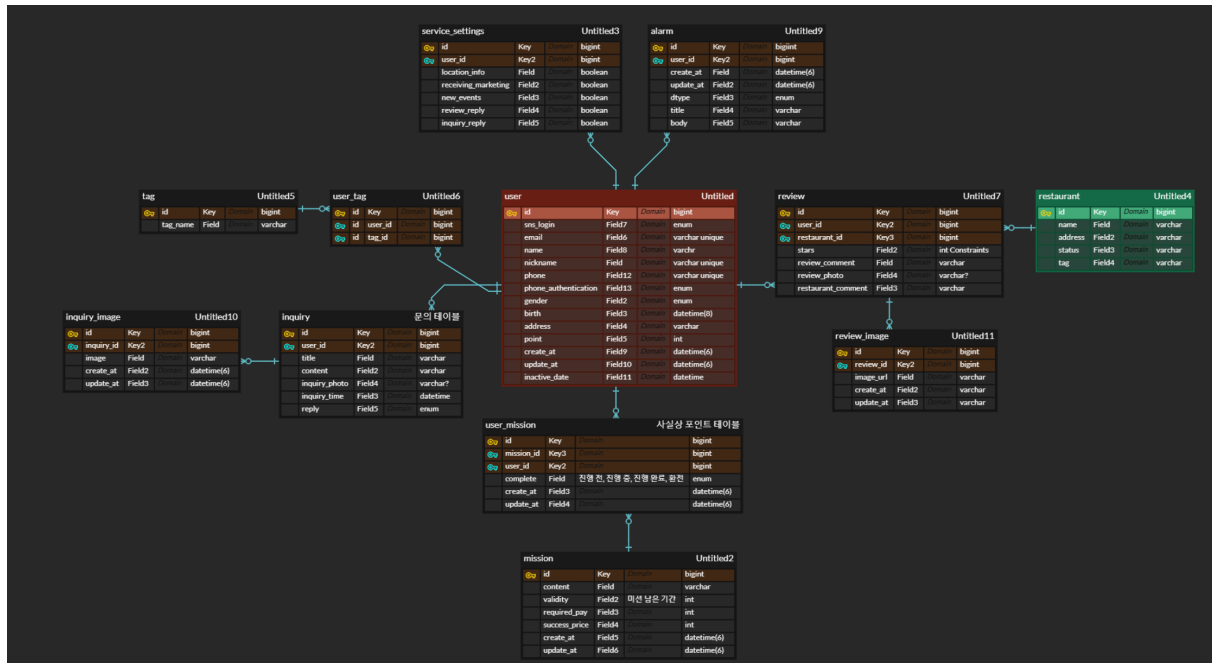 service_settings Untitled3
id Key Domain bigint
user_id Key2 Domain bigint
location_info Field Domain boolean
receiving_marketing Field2 Domain boolean
new_events Field3 Domain boolean
review_reply Field4 Domain boolean
inquiry_reply Field5 Domain boolean
alarm Untitled9
id Key Domain bigiint
user_id Key2 Domain bigint
create_at Field Domain datetime(6)
update_at Field2 Domain datetime(6)
dtype Field3 Domain enum
title Field4 Domain varchar
body Field5 Domain varchar
tag Untitled5
id Key Domain bigint
tag_name Field Domain varchar
user_tag Untitled6
id Key Domain bigint
id user_id Domain bigint
id tag_id Domain bigint
user Untitled
id Key Domain bigint
sns_login Field7 Domain enum
email Field6 Domain varchar unique
name Field8 Domain varchr
nickname Field Domain varchar unique
phone Field12 Domain varchar unique
phone_authentication Field13 Domain enum
gender Field2 Domain enum
birth Field3 Domain datetime(8)
address Field4 Domain varchar
point Field5 Domain int
create_at Field9 Domain datetime(6)
update_at Field10 Domain datetime(6)
inactive_date Field11 Domain datetime
review Untitled7
id Key Domain bigint
user_id Key2 Domain bigint
restaurant_id Key3 Domain bigint
stars Field2 Domain int Constraints
review_comment Field Domain varchar
review_photo Field4 Domain varchar?
restaurant_comment Field3 Domain varchar
restaurant Untitled4
id Key Domain bigint
name Field Domain varchar
address Field2 Domain varchar
status Field3 Domain varchar
tag Field4 Domain varchar
inquiry_image Untitled10
id Key Domain bigint
inquiry_id Key2 Domain bigint
image Field Domain varchar
create_at Field2 Domain datetime(6)
update_at Field3 Domain datetime(6)
inquiry 문의 테이블
id Key Domain bigint
user_id Key2 Domain bigint
title Field Domain varchar
content Field2 Domain varchar
inquiry_photo Field4 Domain varchar?
inquiry_time Field3 Domain datetime
reply Field5 Domain enum
review_image Untitled11
id Key Domain bigint
review_id Key2 Domain bigint
image_url Field Domain varchar
create_at Field2 Domain varchar
update_at Field3 Domain varchar
user_mission 사실상 포인트 테이블
id Key Domain bigint
mission_id Key3 Domain bigint
user_id Key2 Domain bigint
complete Field 진행 전, 진행 중, 진행 완료, 환전 enum
create_at Field3 Domain datetime(6)
update_at Field4 Domain datetime(6)
mission Untitled2
id Key Domain bigint
content Field Domain varchar
validity Field2 미션 남은 기간 int
required_pay Field3 Domain int
success_price Field4 Domain int
create_at Field5 Domain datetime(6)
update_at Field6 Domain datetime(6)